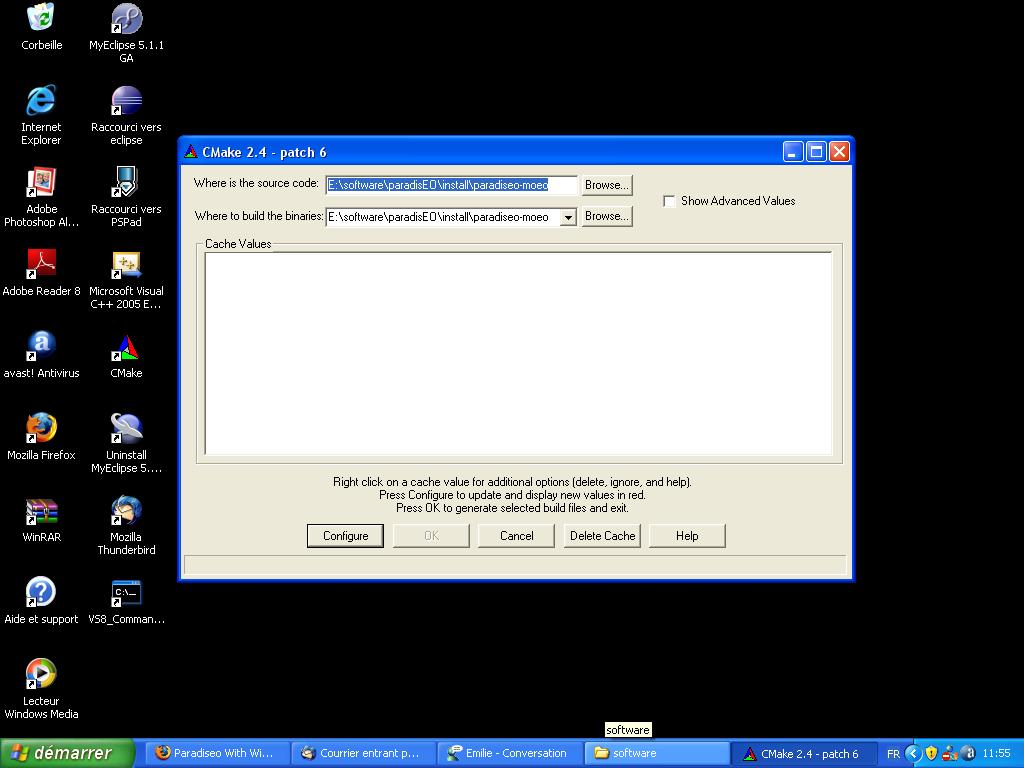 Corbeille
MyEclipse 5.1.1
GA
Internet
Explorer
Raccourci vers
eclipse
Adobe
Photoshop Al...
Raccourci vers
PSPad
Adobe Reader 8
Microsoft Visual
C++ 2005 E...
avast! Antivirus
CMake
Mozilla Firefox
Uninstall
MyEclipse 5....
WinRAR
Mozilla
Thunderbird
Aide et support
C:\...
VS8_Comman...
Lecteur
Windows Media
CMake 2.4 - patch 6
Where is the source code:
E:\software\paradisEO\install\paradiseo-moeo
Browse...
Show Advanced Values
Where to build the binaries:
E:\software\paradisEO\install\paradiseo-moeo
Browse...
Cache Values
Right click on a cache value for additional options (delete, ignore, and help).
Press Configure to update and display new values in red.
Press OK to generate selected build files and exit.
Configure
OK
Cancel
Delete Cache
Help
software
démarrer
Paradiseo With Wi...
Courrier entrant p...
Emilie - Conversation
software
CMake 2.4 - patch 6
FR
11:55